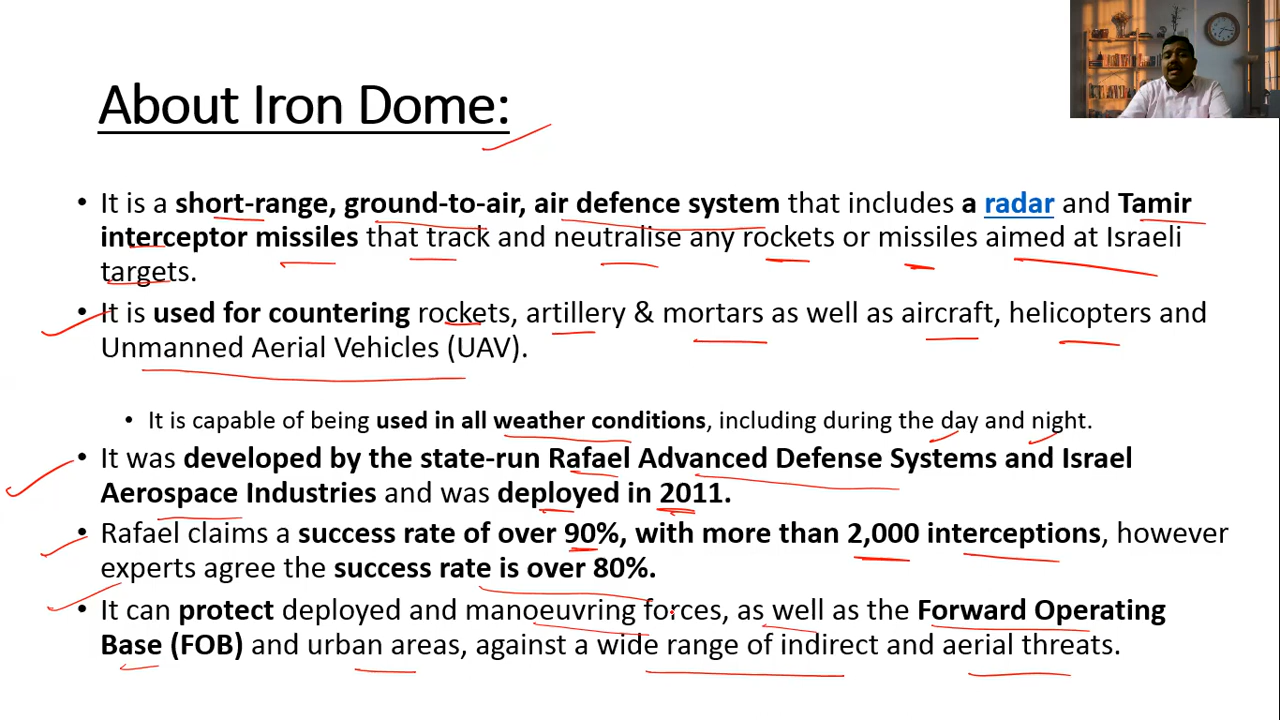 About Iron Dome:
• It is a short-range, ground-to-air, air defence system that includes a radar and Tamir
interceptor missiles that track and neutralise any rockets or missiles aimed at Israeli
targets.
• It is used for countering rockets, artillery & mortars as well as aircraft, helicopters and
Unmanned Aerial Vehicles (UAV).
• It is capable of being used in all weather conditions, including during the day and night.
• It was developed by the state-run Rafael Advanced Defense Systems and Israel
Aerospace Industries and was deployed in 2011.
• Rafael claims a success rate of over 90%, with more than 2,000 interceptions, however
experts agree the success rate is over 80%.
• It can protect deployed and manoeuvring forces, as well as the Forward Operating
Base (FOB) and urban areas, against a wide range of indirect and aerial threats.